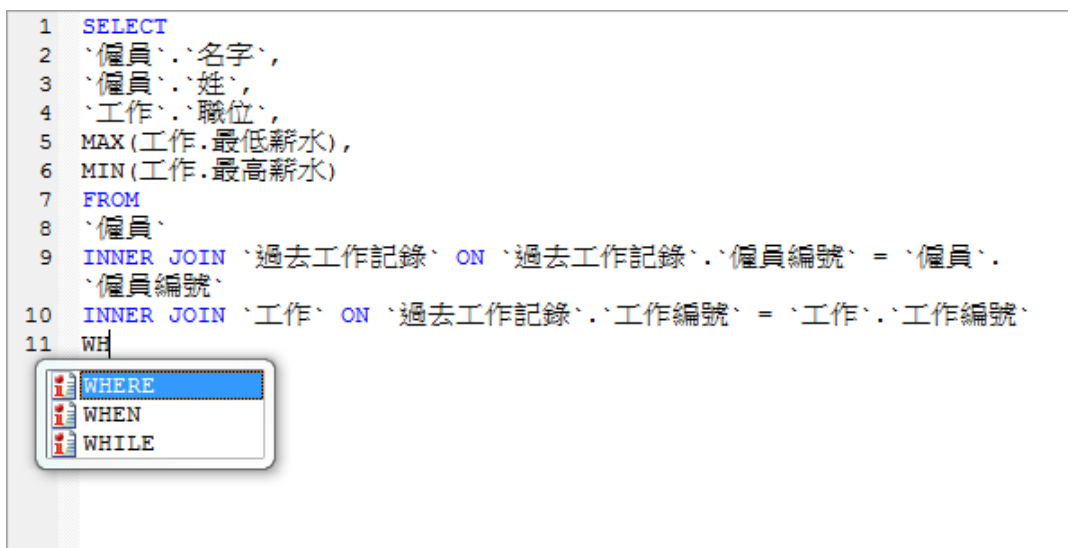 1 SELECT
2 `僱員`.`名字`,
3 `僱員`.`姓`,
4 `工作`.`職位`,
5 MAX(工作.最低薪水),
6 MIN(工作.最高薪水)
7 FROM
8 `僱員`
9 INNER JOIN `過去工作記錄` ON `過去工作記錄`.`僱員編號` = `僱員`.
`僱員編號`
10 INNER JOIN `工作` ON `過去工作記錄`.`工作編號` = `工作`.`工作編號`
11 WH
WHERE
WHEN
WHILE